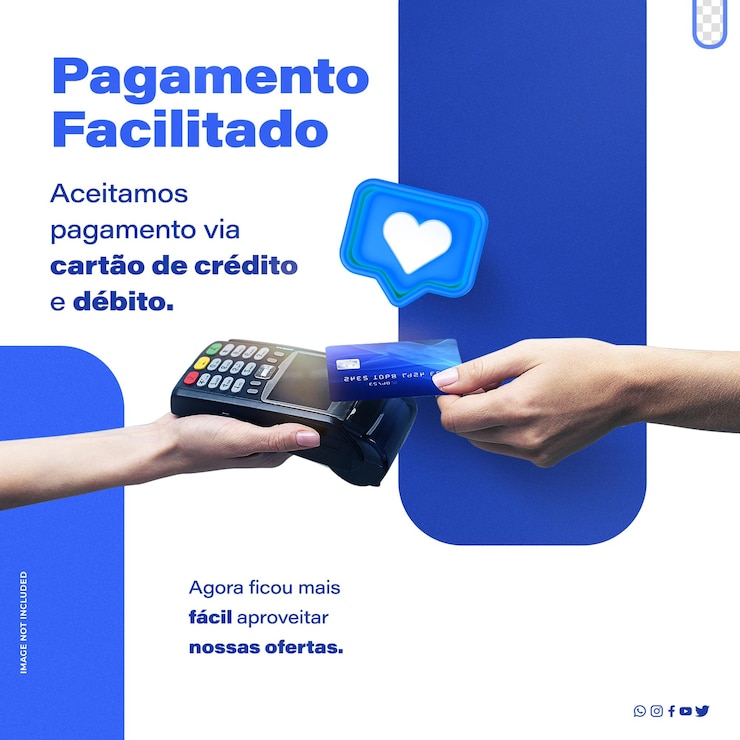 Pagamento
Facilitado
Aceitamos
pagamento via
cartão de crédito
e débito.
Agora ficou mais
fácil aproveitar
nossas ofertas.
IMAGE NOT INCLUDED